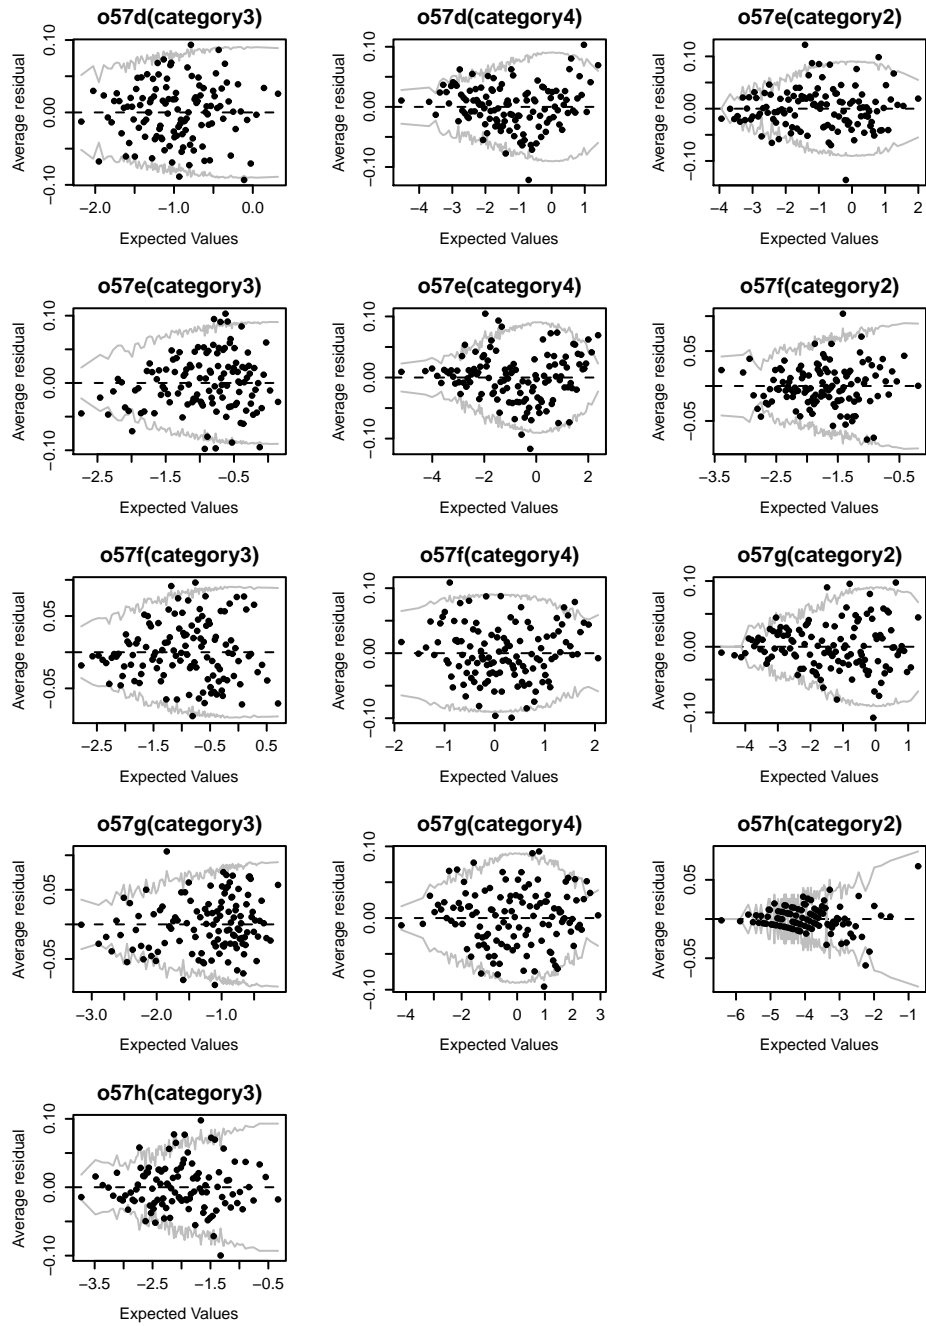 o57d(category3) o57d(category4) o57e(category2)
Average residual
−0.10 0.00 0.10
−2.0 −1.0 0.0
Expected Values
Average residual
−0.10 0.00 0.10
−4 −3 −2 −1 0 1
Expected Values
Average residual
−0.10 0.00 0.10
−4 −3 −2 −1 0 1 2
Expected Values
o57e(category3) o57e(category4) o57f(category2)
Average residual
−0.10 0.00 0.10
−2.5 −1.5 −0.5
Expected Values
Average residual
−0.10 0.00 0.10
−4 −2 0 2
Expected Values
Average residual
−0.05 0.05
−3.5 −2.5 −1.5 −0.5
Expected Values
o57f(category3) o57f(category4) o57g(category2)
Average residual
−0.05 0.05
−2.5 −1.5 −0.5 0.5
Expected Values
Average residual
−0.10 0.00 0.10
−2 −1 0 1 2
Expected Values
Average residual
−0.10 0.00 0.10
−4 −3 −2 −1 0 1
Expected Values
o57g(category3) o57g(category4) o57h(category2)
Average residual
−0.05 0.05
−3.0 −2.0 −1.0
Expected Values
Average residual
−0.10 0.00 0.10
−4 −2 0 1 2 3
Expected Values
Average residual
−0.05 0.05
−6 −5 −4 −3 −2 −1
Expected Values
o57h(category3)
Average residual
−0.10 0.00 0.10
−3.5 −2.5 −1.5 −0.5
Expected Values